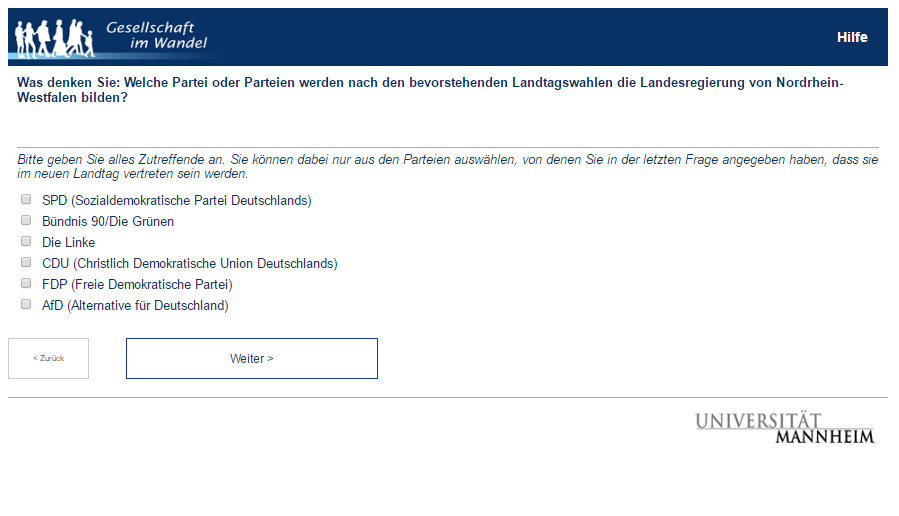 Gesellschaft
im Wandel
Hilfe
Was denken Sie: Welche Partei oder Parteien werden nach den bevorstehenden Landtagswahlen die Landesregierung von Nordrhein-
Westfalen bilden?
Bitte geben Sie alles Zutreffende an. Sie können dabei nur aus den Parteien auswählen, von denen Sie in der letzten Frage angegeben haben, dass sie
im neuen Landtag vertreten sein werden.
SPD (Sozialdemokratische Partei Deutschlands)
Bündnis 90/Die Grünen
Die Linke
CDU (Christlich Demokratische Union Deutschlands)
FDP (Freie Demokratische Partei)
AfD (Alternative für Deutschland)
< Zurück
Weiter >
UNIVERSITÄT
MANNHEIM